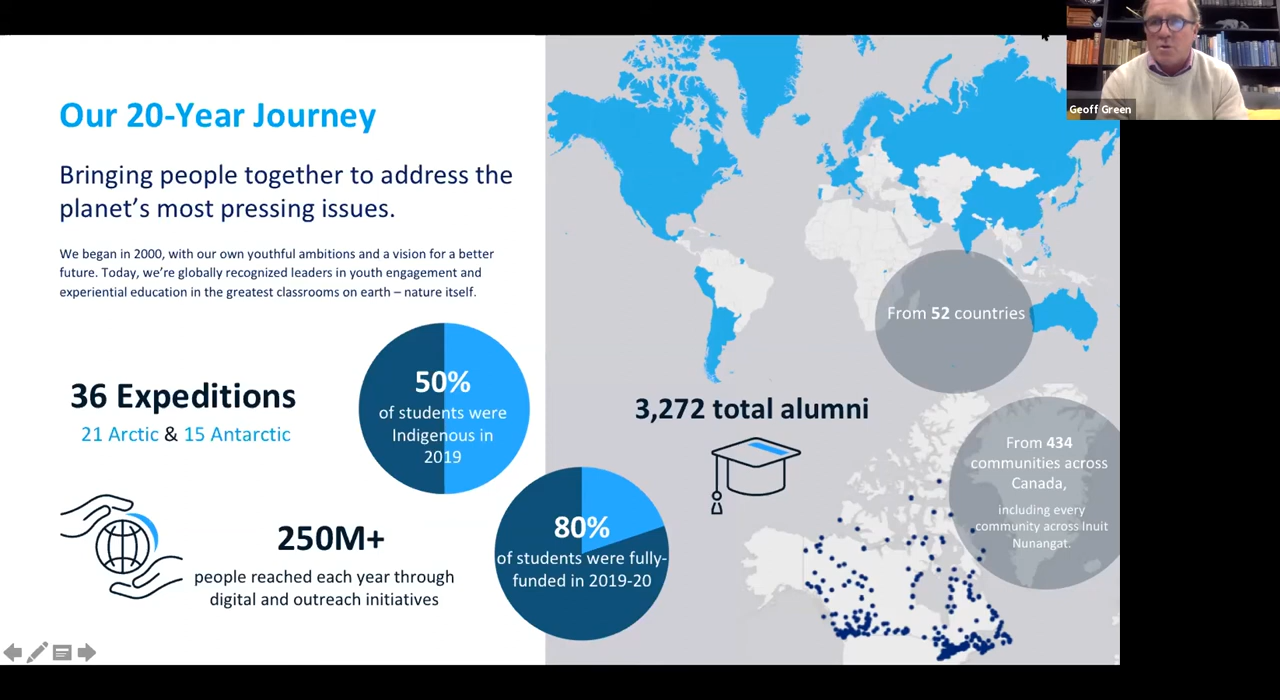 Our 20-Year Journey
Bringing people together to address the
planet's most pressing issues.
We began in 2000, with our own youthful ambitions and a vision for a better
future. Today, we're globally recognized leaders in youth engagement and
experiential education in the greatest classrooms on earth – nature itself.
36 Expeditions
21 Arctic & 15 Antarctic
50%
of students were
Indigenous in
2019
250M+
people reached each year through
digital and outreach initiatives
80%
of students were fully-
funded in 2019-20
3,272 total alumni
From 52 countries
From 434
communities across
Canada,
including every
community across Inuit
Nunangat.
Geoff Green